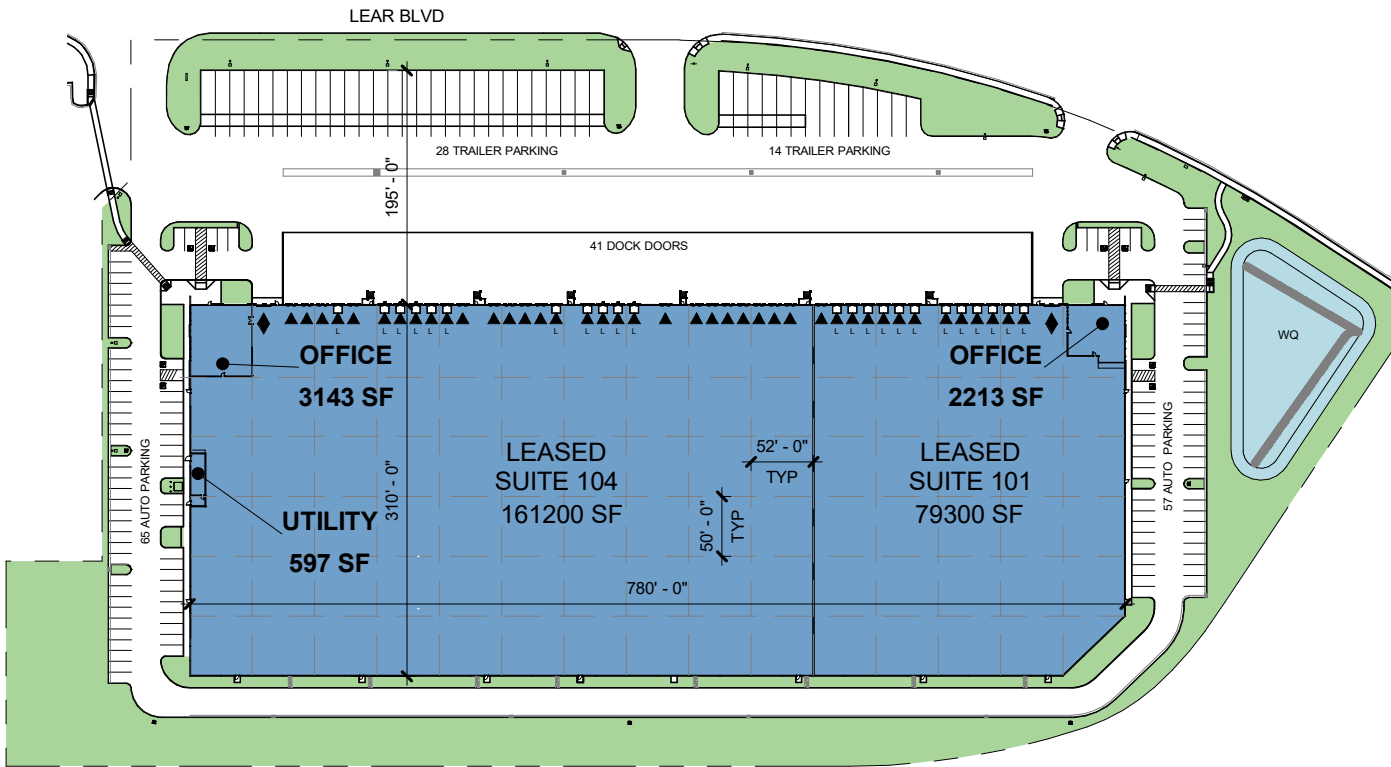 LEAR BLVD
28 TRAILER PARKING
14 TRAILER PARKING
195' - 0"
41 DOCK DOORS
L L L L L L L L L L L L L L L L L L L L L L
OFFICE
3143 SF
OFFICE
2213 SF
WQ
LEASED
SUITE 104
161200 SF
52' - 0"
TYP
LEASED
SUITE 101
79300 SF
65 AUTO PARKING
57 AUTO PARKING
310' - 0"
50' - 0"
TYP
UTILITY
597 SF
780' - 0"